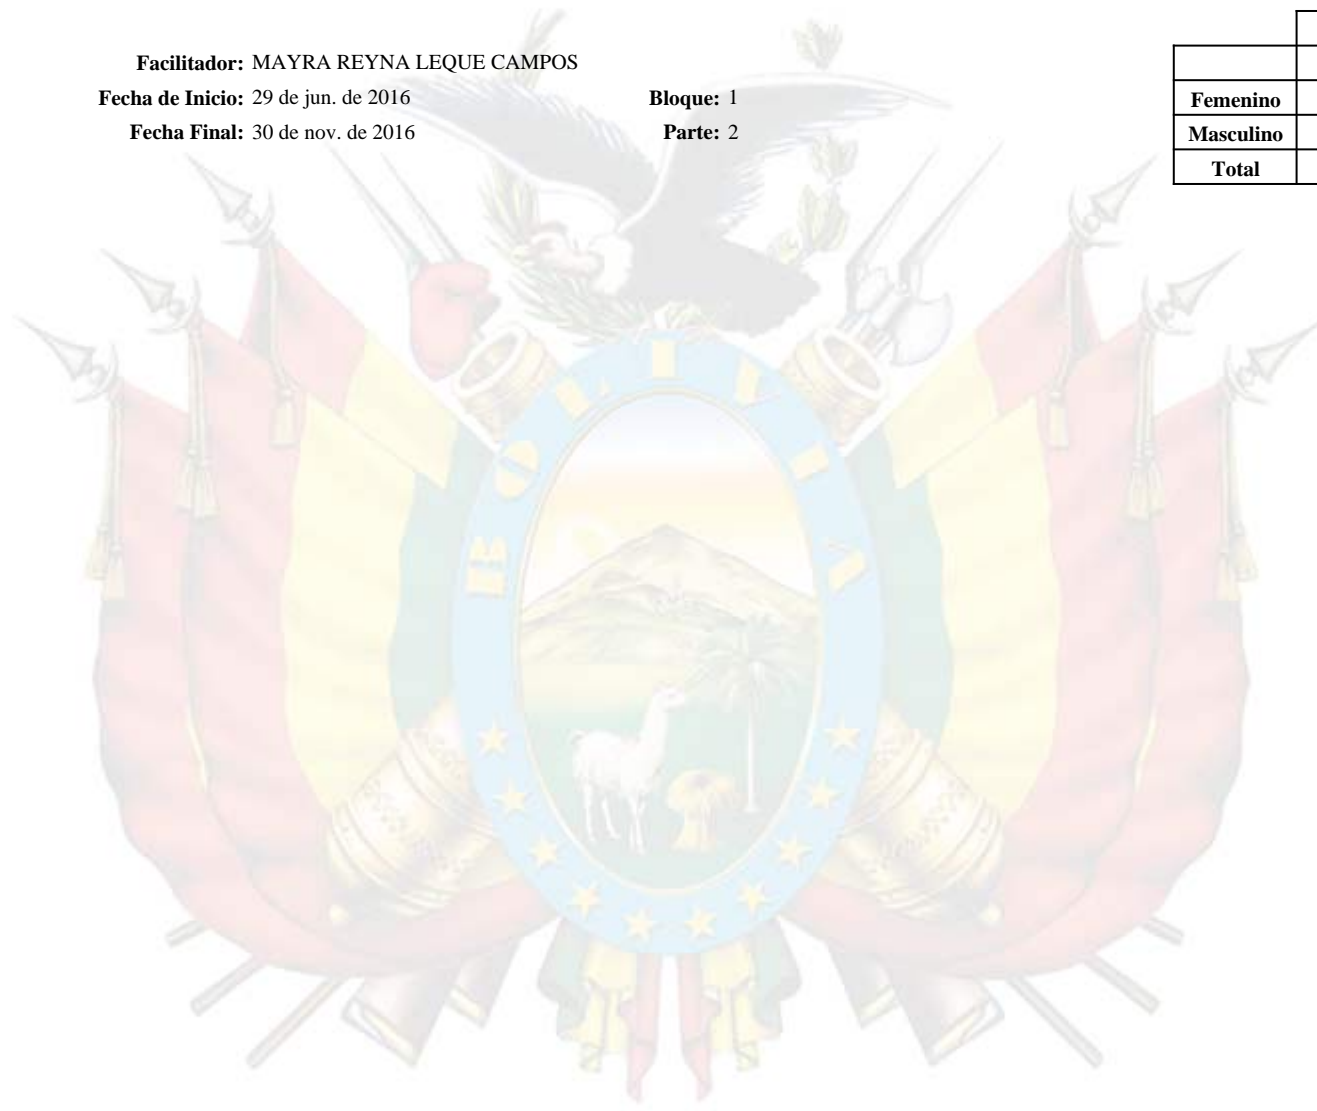 Facilitador: MAYRA REYNA LEQUE CAMPOS
Fecha de Inicio: 29 de jun. de 2016 Bloque: 1
Fecha Final: 30 de nov. de 2016 Parte: 2
Femenino
Masculino
Total
BOLIVIA